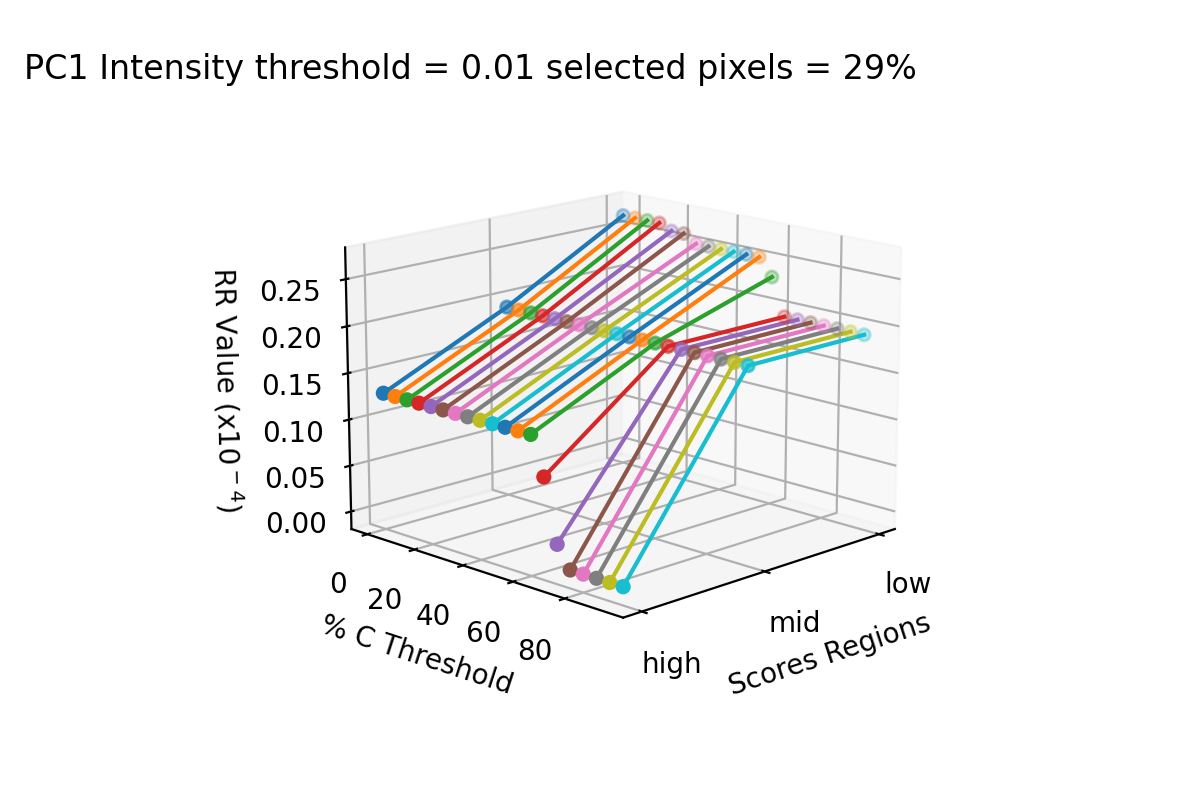 PC1 Intensity threshold = 0.01 selected pixels = 29%
RR Value (x10⁻⁴)
0.25
0.20
0.15
0.10
0.05
0.00
0
20
40
60
80
% C Threshold
low
mid
high
Scores Regions